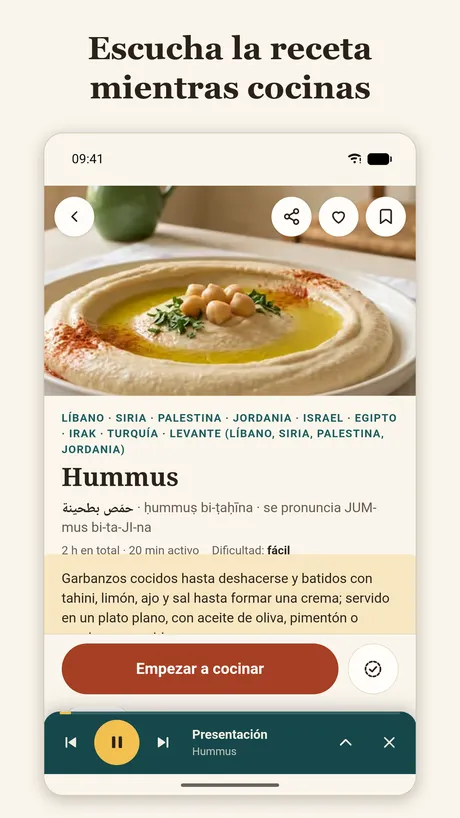 Escucha la receta
mientras cocinas
09:41
LÍBANO · SIRIA · PALESTINA · JORDANIA · ISRAEL · EGIPTO
· IRAK · TURQUÍA · LEVANTE (LÍBANO, SIRIA, PALESTINA,
JORDANIA)
Hummus
حمّص بطحينة · ḥummuṣ bi-ṭaḥīna · se pronuncia JUM-
mus bi-ta-JI-na
2 h en total · 20 min activo Dificultad: fácil
Garbanzos cocidos hasta deshacerse y batidos con
tahini, limón, ajo y sal hasta formar una crema; servido
en un plato plano, con aceite de oliva, pimentón o
Empezar a cocinar
Presentación
Hummus